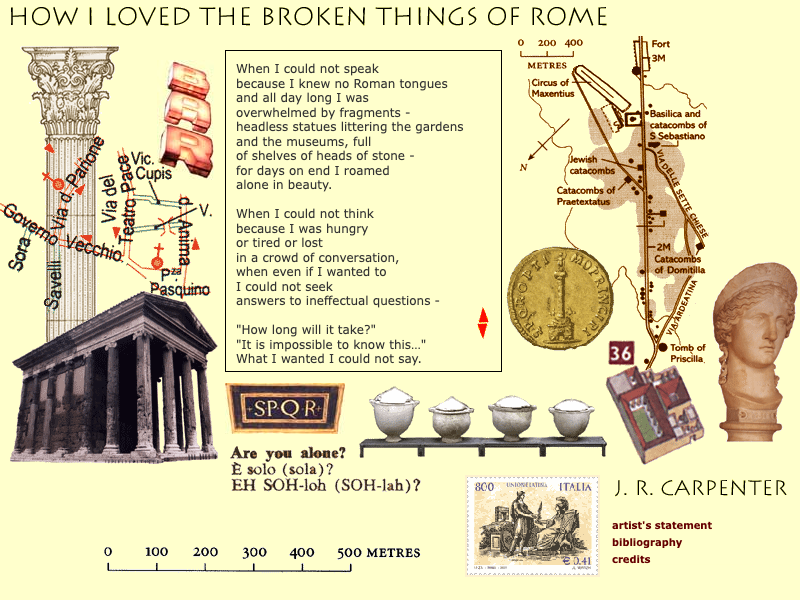 HOW I LOVED THE BROKEN THINGS OF ROME
BAR
Via d. Parione
Via del
Teatro Pace
Vic.
Cupis
V.
d. Anima
Governo Vecchio
Sora
Savelli
Pza
Pasquino
When I could not speak
because I knew no Roman tongues
and all day long I was
overwhelmed by fragments -
headless statues littering the gardens
and the museums, full
of shelves of heads of stone -
for days on end I roamed
alone in beauty.
When I could not think
because I was hungry
or tired or lost
in a crowd of conversation,
when even if I wanted to
I could not seek
answers to ineffectual questions -
"How long will it take?"
"It is impossible to know this..."
What I wanted I could not say.
0 200 400
METRES
Fort
3M
Circus of
Maxentius
Basilica and
catacombs of
S Sebastiano
N
Jewish
catacombs
Catacombs of
Praetextatus
VIA DELLE SETTE CHIESE
2M
Catacombs
of Domitilla
VIA ARDEATINA
Tomb of
Priscilla
SPQROPTIMOPRINCIPI
36
SPQR
Are you alone?
È solo (sola)?
EH SOH-loh (SOH-lah)?
800 UNIONE LATINA ITALIA
€ 0,41
J. R. CARPENTER
artist's statement
bibliography
credits
0 100 200 300 400 500 METRES